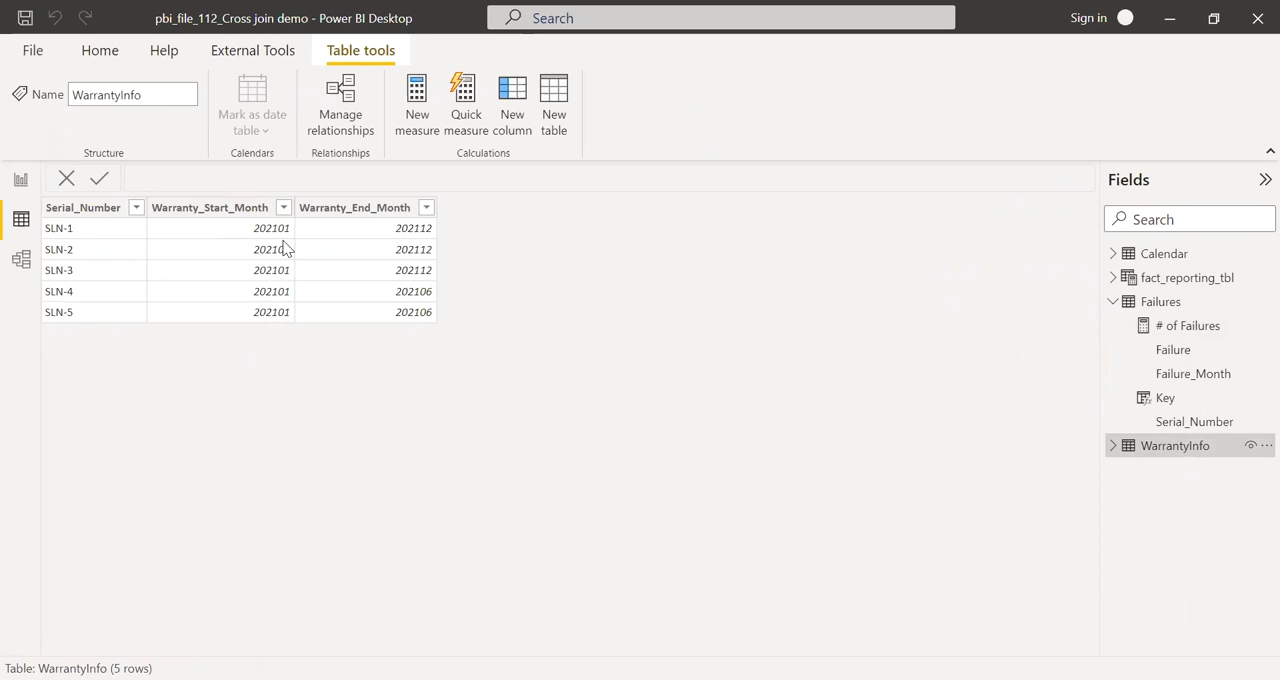 pbi_file_112_Cross join demo - Power BI Desktop
Search
Sign in
File
Home
Help
External Tools
Table tools
Name
WarrantyInfo
Mark as date
table
New
measure
Quick
measure
New
column
New
table
Manage
relationships
Structure
Calendars
Relationships
Calculations
Fields
Search
Serial_Number
Warranty_Start_Month
Warranty_End_Month
SLN-1
202101
202112
SLN-2
202112
SLN-3
202101
202112
SLN-4
202101
202106
SLN-5
202101
202106
Calendar
fact_reporting_tbl
Failures
# of Failures
Failure
Failure_Month
Key
Serial_Number
WarrantyInfo
Table: WarrantyInfo (5 rows)